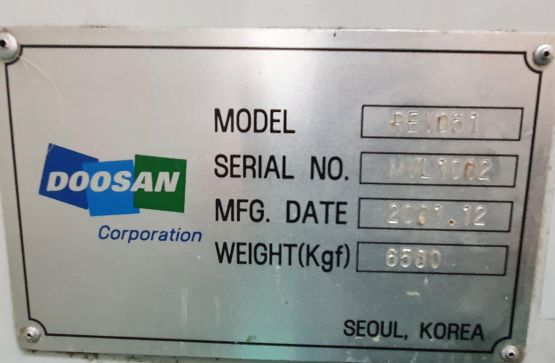 DOOSAN
Corporation
MODEL
SERIAL NO.
MFG. DATE 2001.12
WEIGHT(Kgf) 6500
SEOUL, KOREA